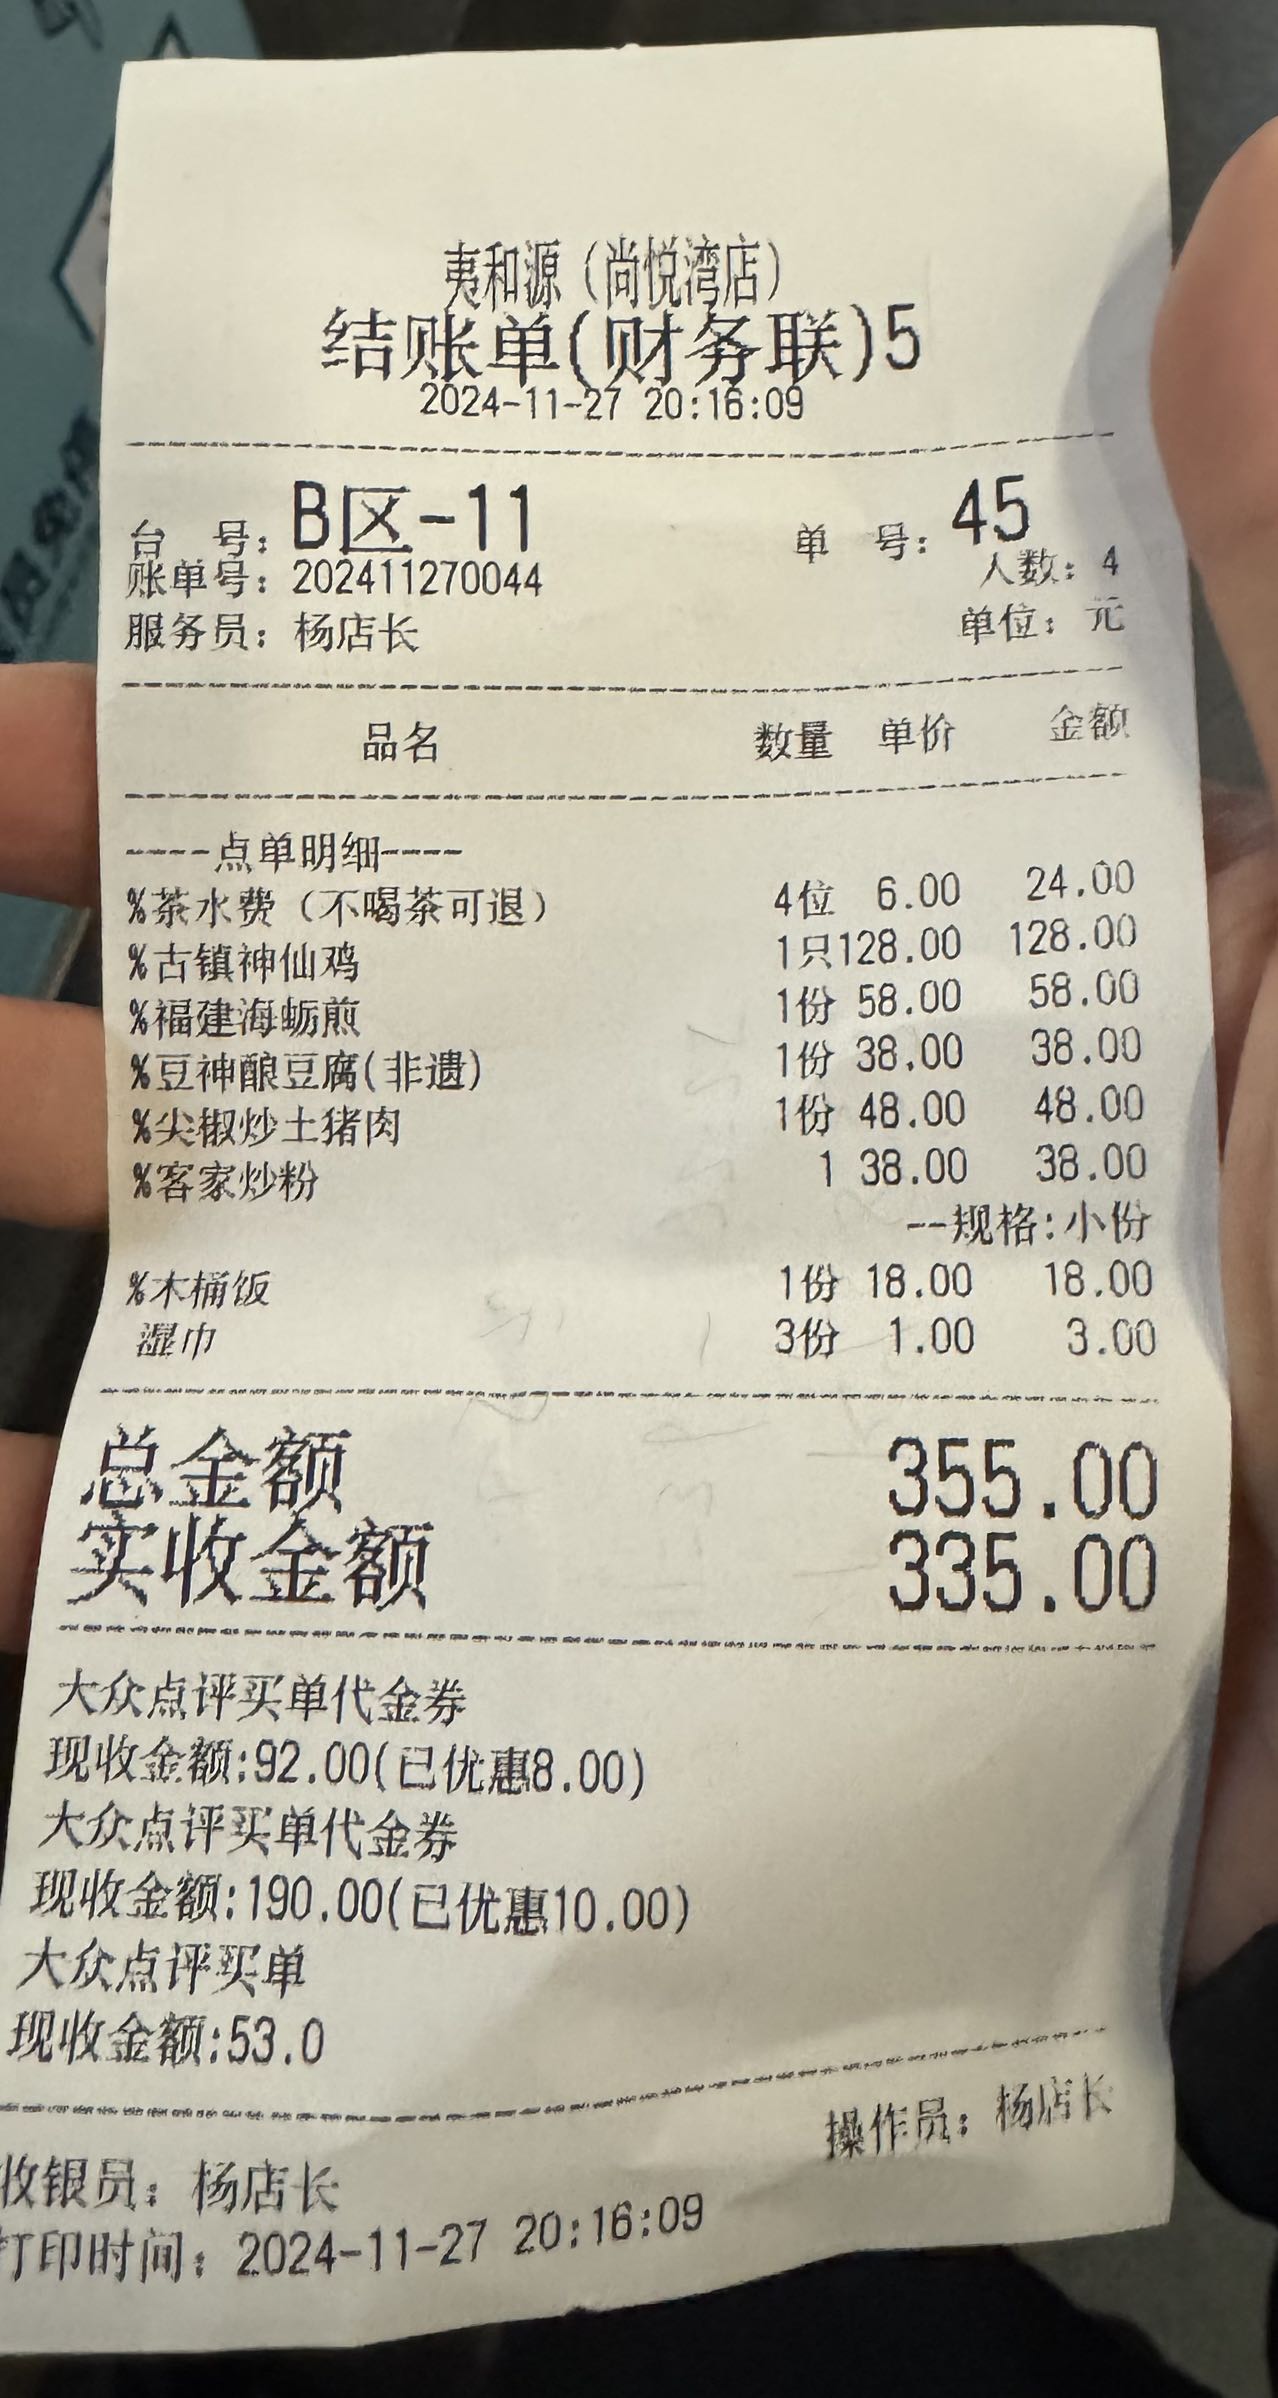 夷和源（尚悦湾店）
结账单(财务联)5
2024-11-27 20:16:09
台 号：B区-11 单 号：45
人数：4
账单号：202411270044
服务员：杨店长 单位：元
品名 数量 单价 金额
----点单明细----
%茶水费（不喝茶可退） 4位 6.00 24.00
%古镇神仙鸡 1只128.00 128.00
%福建海蛎煎 1份 58.00 58.00
%豆神酿豆腐(非遗) 1份 38.00 38.00
%尖椒炒土猪肉 1份 48.00 48.00
%客家炒粉 1 38.00 38.00
--规格:小份
%木桶饭 1份 18.00 18.00
湿巾 3份 1.00 3.00
总金额 355.00
实收金额 335.00
大众点评买单代金券
现收金额:92.00(已优惠8.00)
大众点评买单代金券
现收金额:190.00(已优惠10.00)
大众点评买单
现收金额:53.0
操作员：杨店长
收银员：杨店长
打印时间：2024-11-27 20:16:09